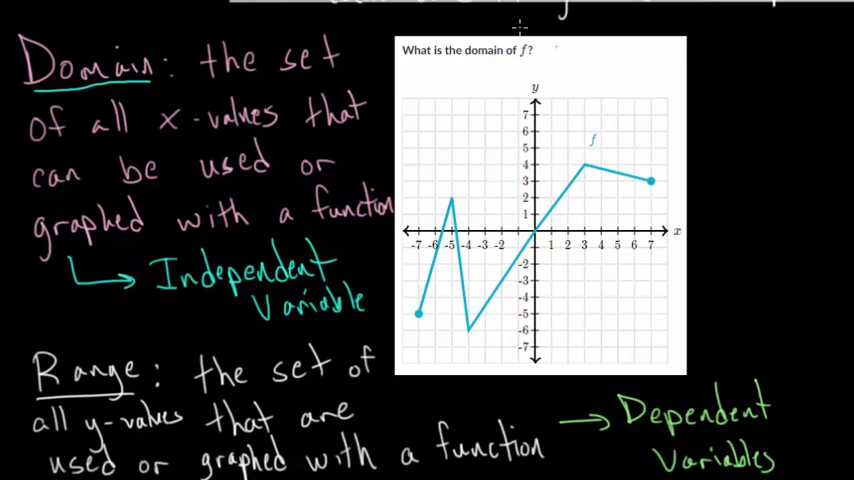 Domain: the set
of all x-values that
can be used or
graphed with a function
Independent
Variable
Range: the set of
all y-values that are
used or graphed with a function
Dependent
Variables
What is the domain of f?
y
7
6
5
4
3
2
1
f
-7 -6 -5 -4 -3 -2 1 2 3 4 5 6 7 x
-2
-3
-4
-5
-6
-7